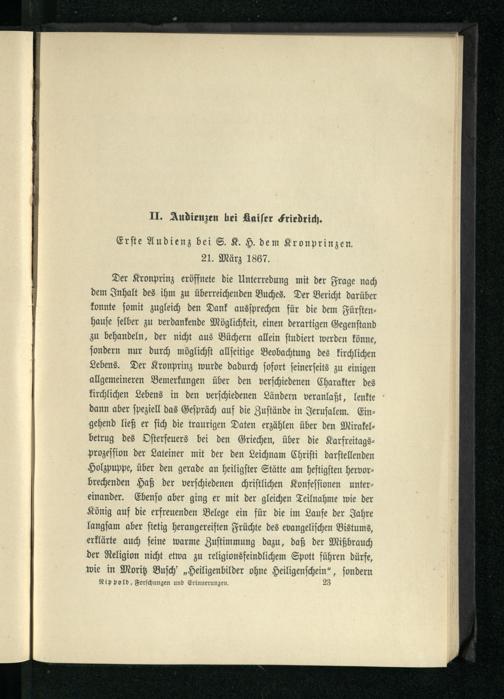 II. Audienzen bei Kaiser Friedrich.
Erste Audienz bei S. K. H. dem Kronprinzen.
21. März 1867.
Der Kronprinz eröffnete die Unterredung mit der Frage nach
dem Inhalt des ihm zu überreichenden Buches. Der Bericht darüber
konnte somit zugleich den Dank aussprechen für die dem Fürsten-
hause selber zu verdankende Möglichkeit, einen derartigen Gegenstand
zu behandeln, der nicht aus Büchern allein studiert werden könne,
sondern nur durch möglichst allseitige Beobachtung des kirchlichen
Lebens. Der Kronprinz wurde dadurch sofort seinerseits zu einigen
allgemeineren Bemerkungen über den verschiedenen Charakter des
kirchlichen Lebens in den verschiedenen Ländern veranlaßt, lenkte
dann aber speziell das Gespräch auf die Zustände in Jerusalem. Ein-
gehend ließ er sich die traurigen Daten erzählen über den Mirakel-
betrug des Osterfeuers bei den Griechen, über die Karfreitags-
prozession der Lateiner mit der den Leichnam Christi darstellenden
Holzpuppe, über den gerade an heiligster Stätte am heftigsten hervor-
brechenden Haß der verschiedenen christlichen Konfessionen unter-
einander. Ebenso aber ging er mit der gleichen Teilnahme wie der
König auf die erfreuenden Belege ein für die im Laufe der Jahre
langsam aber stetig herangereiften Früchte des evangelischen Bistums,
erklärte auch seine warme Zustimmung dazu, daß der Mißbrauch
der Religion nicht etwa zu religionsfeindlichem Spott führen dürfe,
wie in Moritz Busch' „Heiligenbilder ohne Heiligenschein“, sondern
Nippold, Forschungen und Erinnerungen. 23